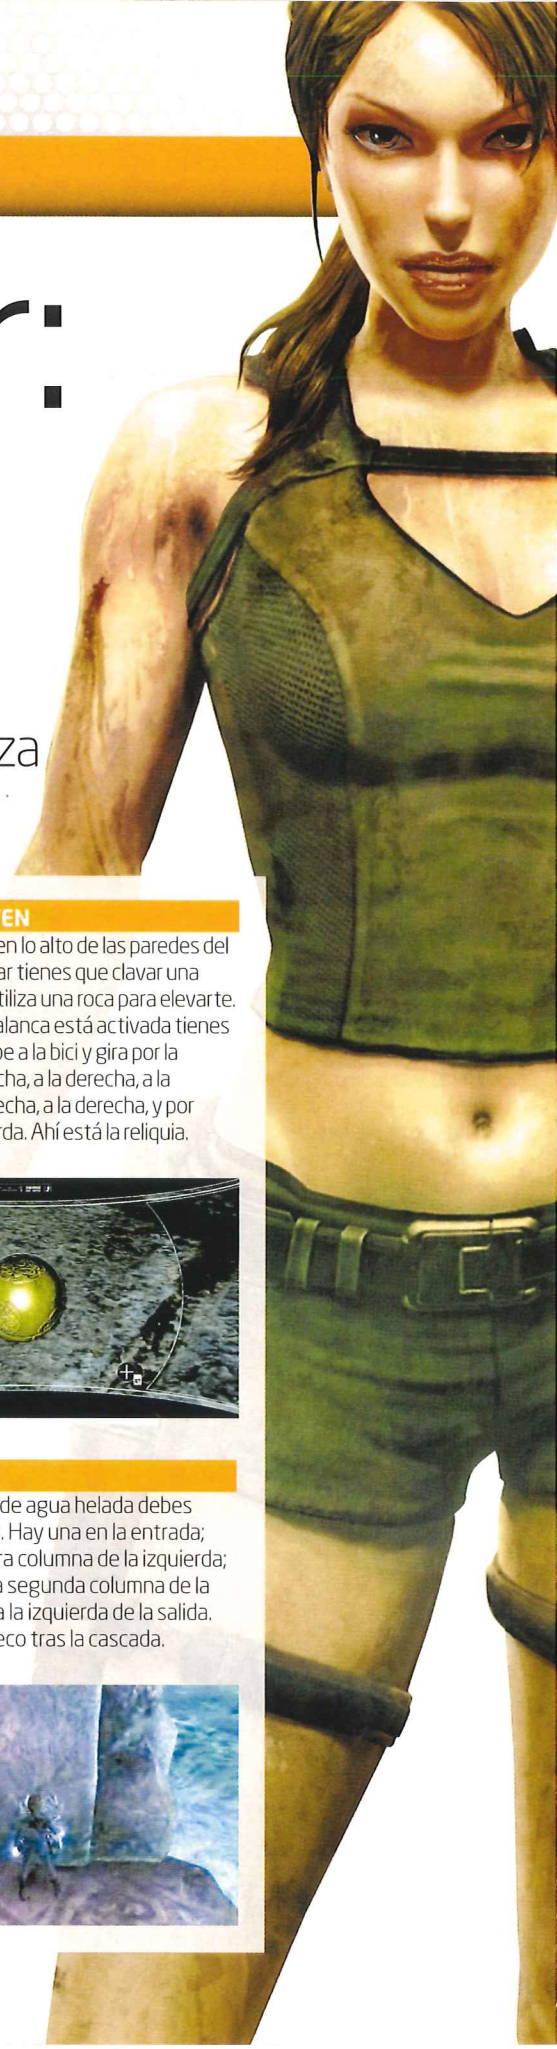 r:
za
EN
en lo alto de las paredes del
ar tienes que clavar una
tiliza una roca para elevarte.
alanca está activada tienes
be a la bici y gira por la
cha, a la derecha, a la
echa, a la derecha, y por
rda. Ahí está la reliquia.
de agua helada debes
. Hay una en la entrada;
ra columna de la izquierda;
a segunda columna de la
a la izquierda de la salida.
eco tras la cascada.